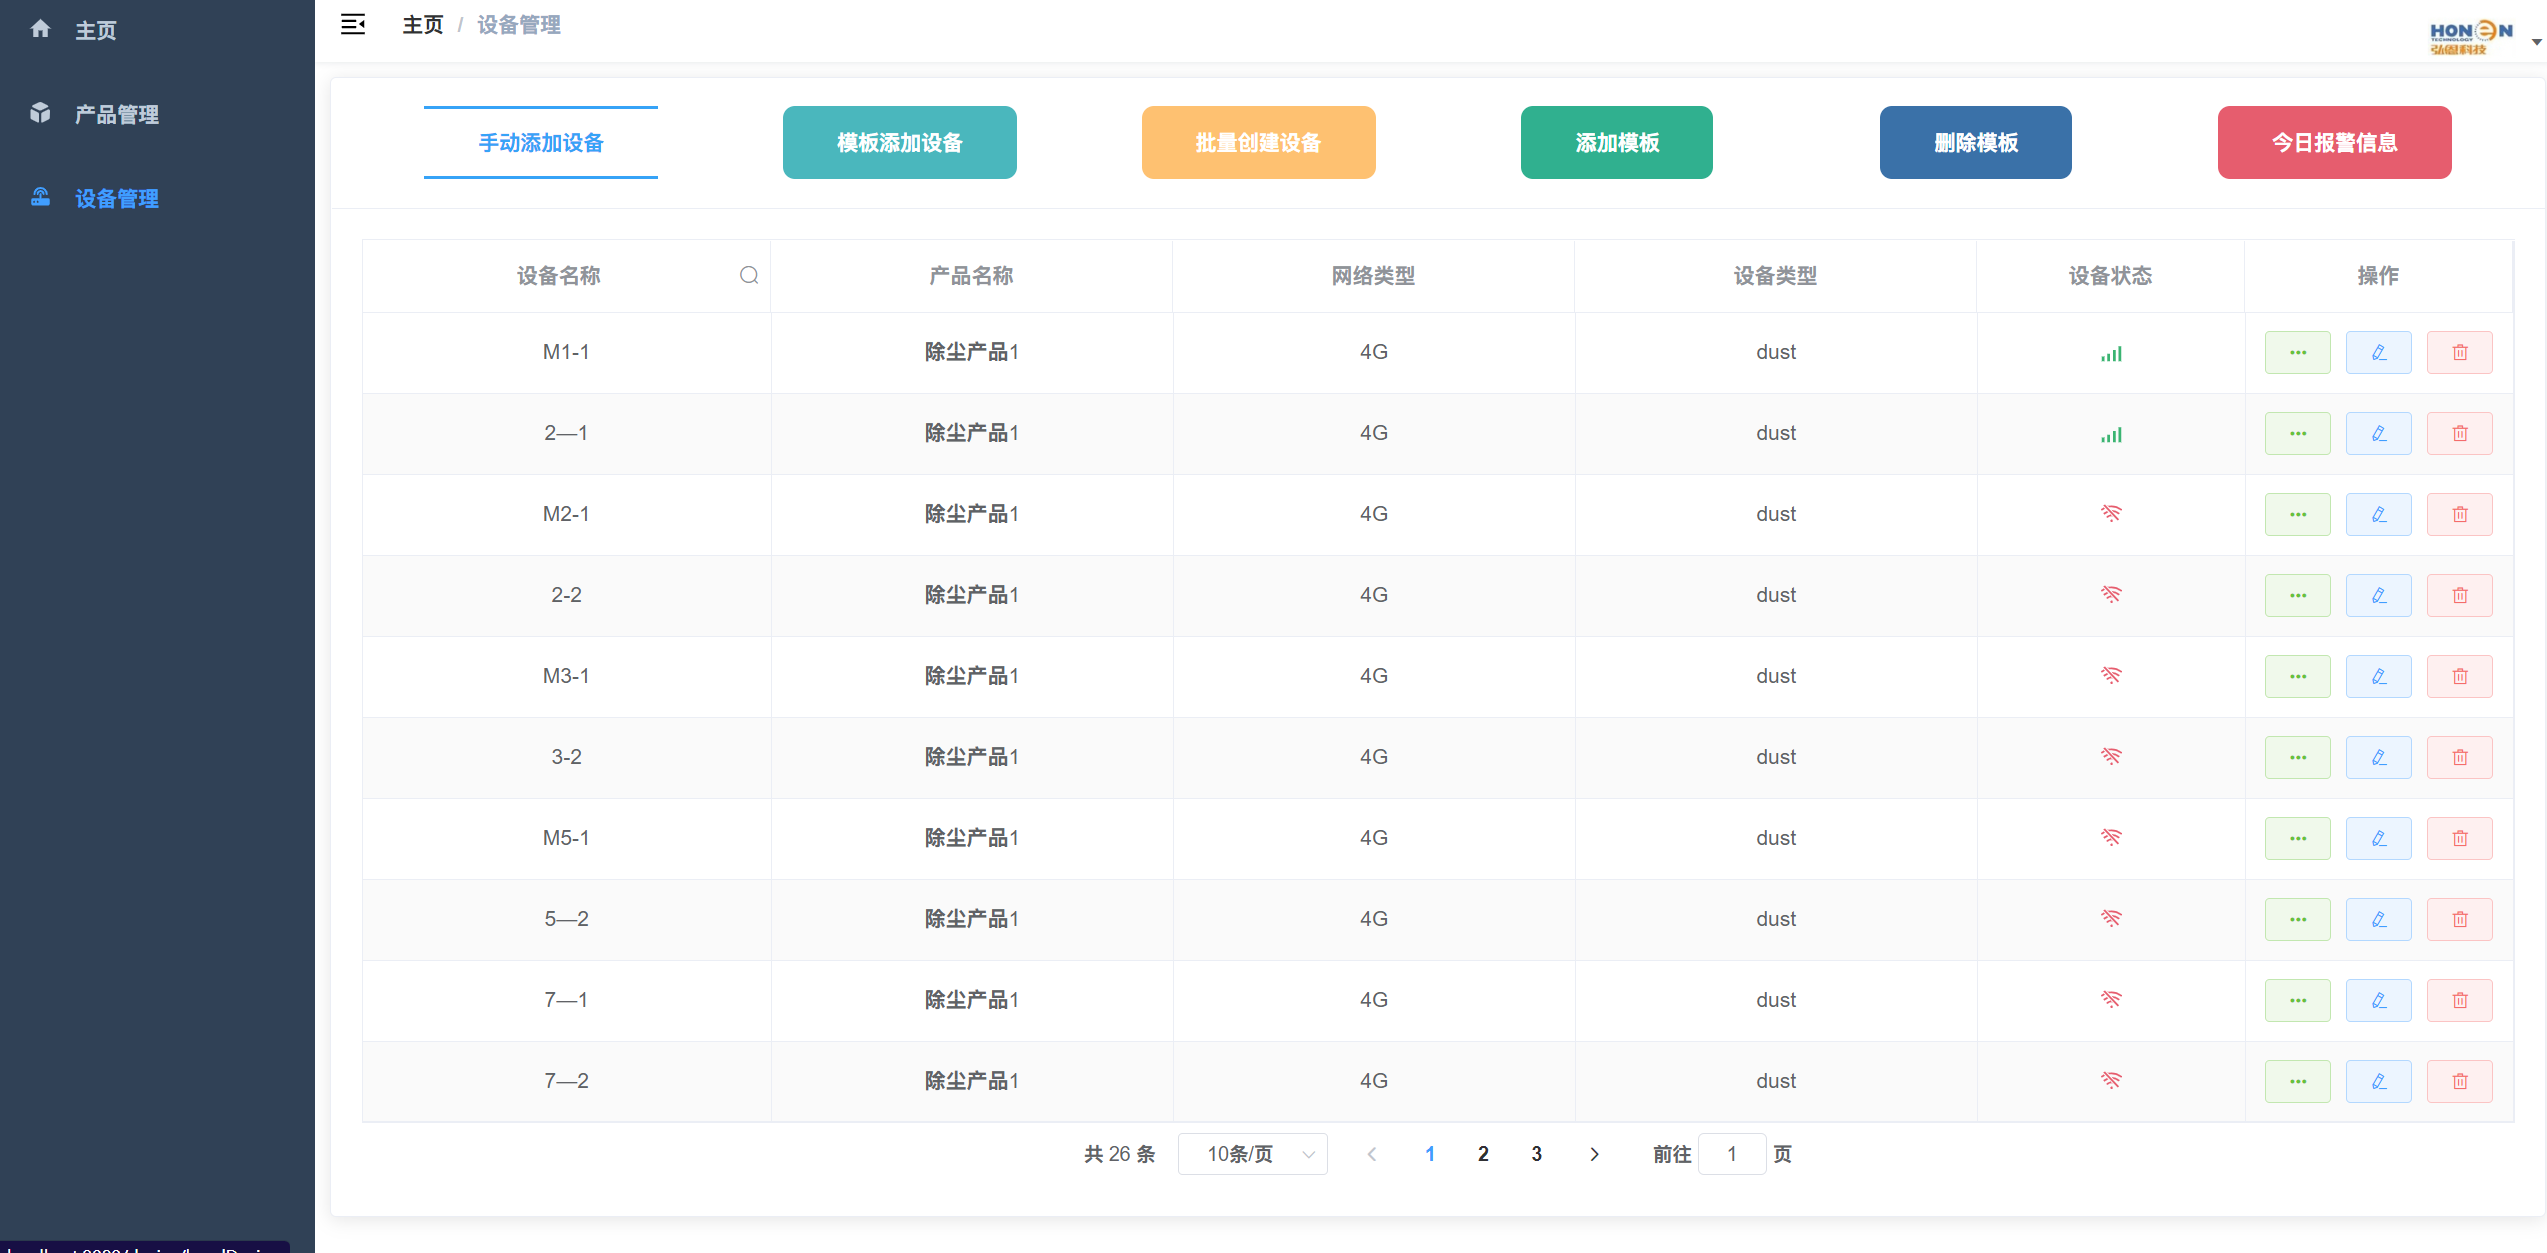 主页
产品管理
设备管理
主页 / 设备管理
HONEN
TECHNOLOGY
弘恩科技
手动添加设备 模板添加设备 批量创建设备 添加模板 删除模板 今日报警信息
设备名称 产品名称 网络类型 设备类型 设备状态 操作
M1-1 除尘产品1 4G dust
2—1 除尘产品1 4G dust
M2-1 除尘产品1 4G dust
2-2 除尘产品1 4G dust
M3-1 除尘产品1 4G dust
3-2 除尘产品1 4G dust
M5-1 除尘产品1 4G dust
5—2 除尘产品1 4G dust
7—1 除尘产品1 4G dust
7—2 除尘产品1 4G dust
共 26 条 10条/页 1 2 3 前往 1 页